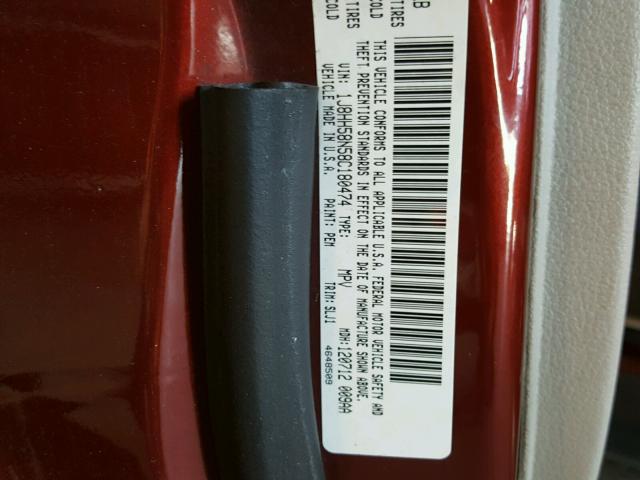 LB
TIRES
TIRES
COLD
COLD
THIS VEHICLE CONFORMS TO ALL APPLICABLE U.S.A. FEDERAL MOTOR VEHICLE SAFETY AND
THEFT PREVENTION STANDARDS IN EFFECT ON THE DATE OF MANUFACTURE SHOWN ABOVE.
VIN: 1J8HH58N58C180474 TYPE: MPV MDH:120712 009AA
VEHICLE MADE IN U.S.A. PAINT: PEM TRIM:SLJ1 4648509